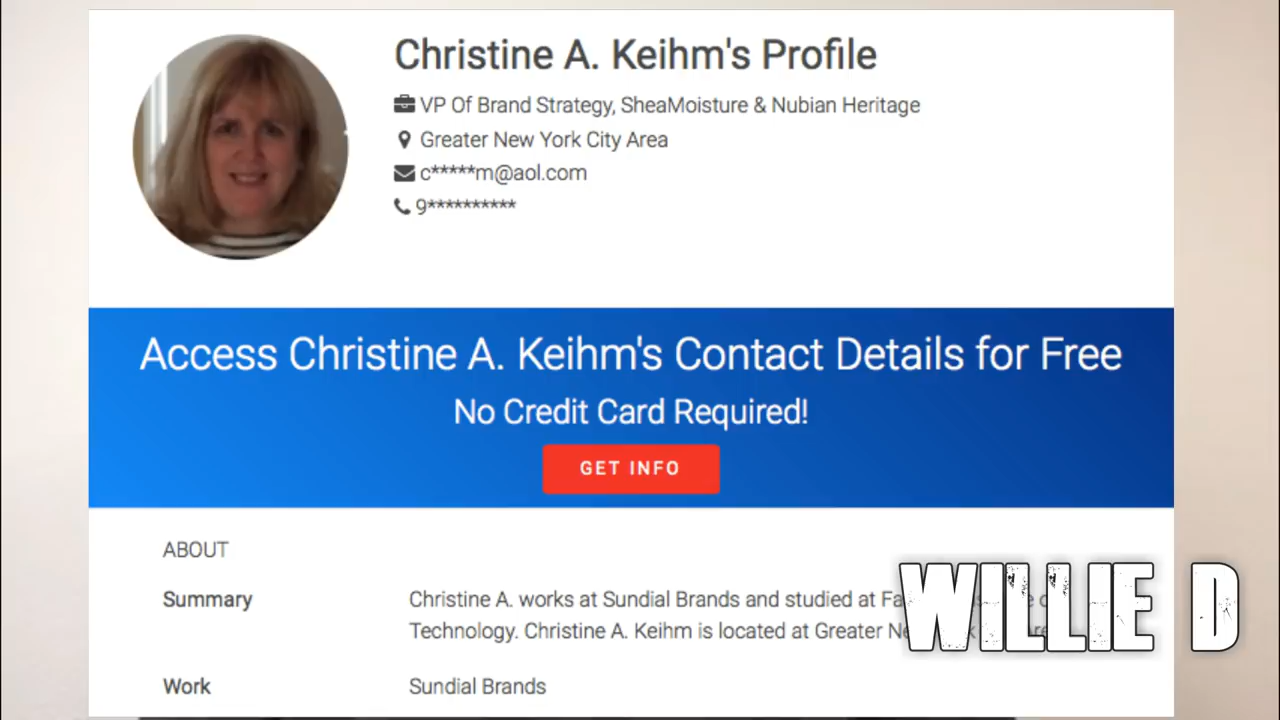 Christine A. Keihm's Profile
VP Of Brand Strategy, SheaMoisture & Nubian Heritage
Greater New York City Area
c*****m@aol.com
9**********
Access Christine A. Keihm's Contact Details for Free
No Credit Card Required!
GET INFO
ABOUT
Summary
Christine A. works at Sundial Brands and studied at
Technology. Christine A. Keihm is located at Greater
Work
Sundial Brands
WILLIE D